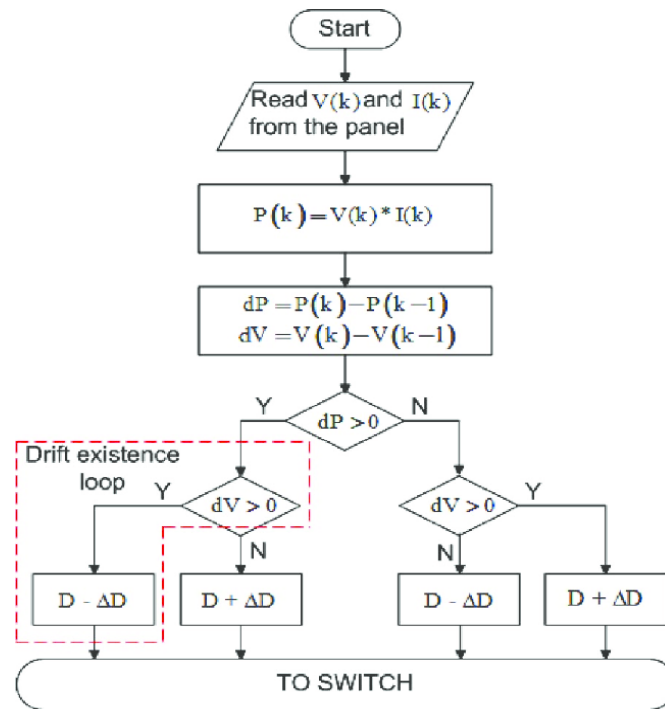 Start
Read V(k) and I(k)
from the panel
P(k)=V(k)*I(k)
dP=P(k)-P(k-1)
dV=V(k)-V(k-1)
Y
dP>0
N
Drift existence
loop
Y
dV>0
N
dV>0
Y
N
D - ΔD
D + ΔD
D - ΔD
D + ΔD
TO SWITCH